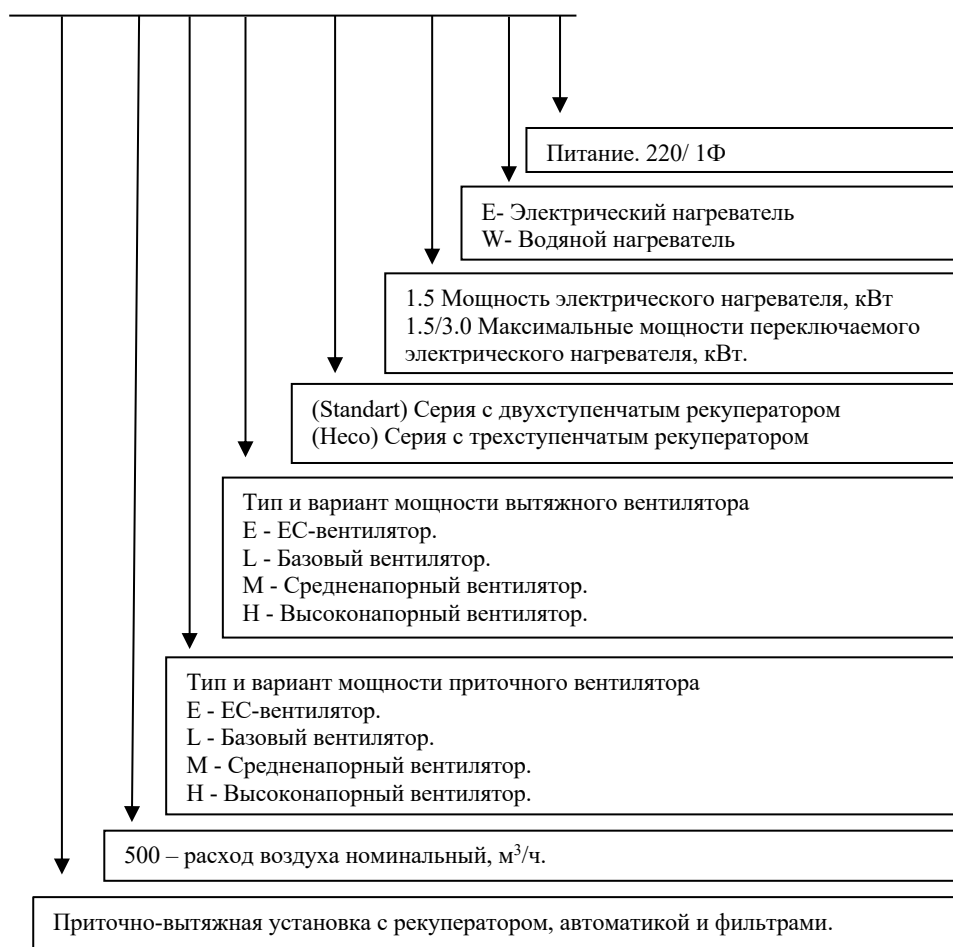 Питание. 220/ 1Ф
Е- Электрический нагреватель
W- Водяной нагреватель
1.5 Мощность электрического нагревателя, кВт
1.5/3.0 Максимальные мощности переключаемого
электрического нагревателя, кВт.
(Standart) Серия с двухступенчатым рекуператором
(Heco) Серия с трехступенчатым рекуператором
Тип и вариант мощности вытяжного вентилятора
Е - ЕС-вентилятор.
L - Базовый вентилятор.
М - Средненапорный вентилятор.
Н - Высоконапорный вентилятор.
Тип и вариант мощности приточного вентилятора
Е - ЕС-вентилятор.
L - Базовый вентилятор.
М - Средненапорный вентилятор.
Н - Высоконапорный вентилятор.
500 – расход воздуха номинальный, м³/ч.
Приточно-вытяжная установка с рекуператором, автоматикой и фильтрами.